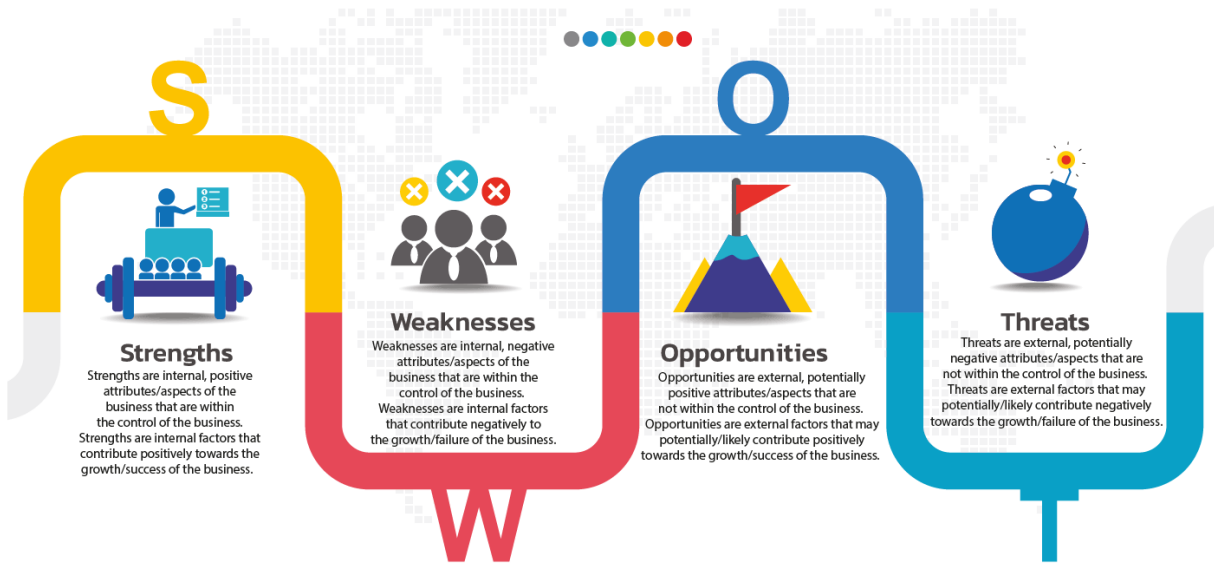 S
Strengths
Strengths are internal, positive
attributes/aspects of the
business that are within
the control of the business.
Strengths are internal factors that
contribute positively towards the
growth/success of the business.
W
Weaknesses
Weaknesses are internal, negative
attributes/aspects of the
business that are within the
control of the business.
Weaknesses are internal factors
that contribute negatively to
the growth/failure of the business.
O
Opportunities
Opportunities are external, potentially
positive attributes/aspects that are
not within the control of the business.
Opportunities are external factors that may
potentially/likely contribute positively
towards the growth/success of the business.
T
Threats
Threats are external, potentially
negative attributes/aspects that are
not within the control of the business.
Threats are external factors that may
potentially/likely contribute negatively
towards the growth/failure of the business.